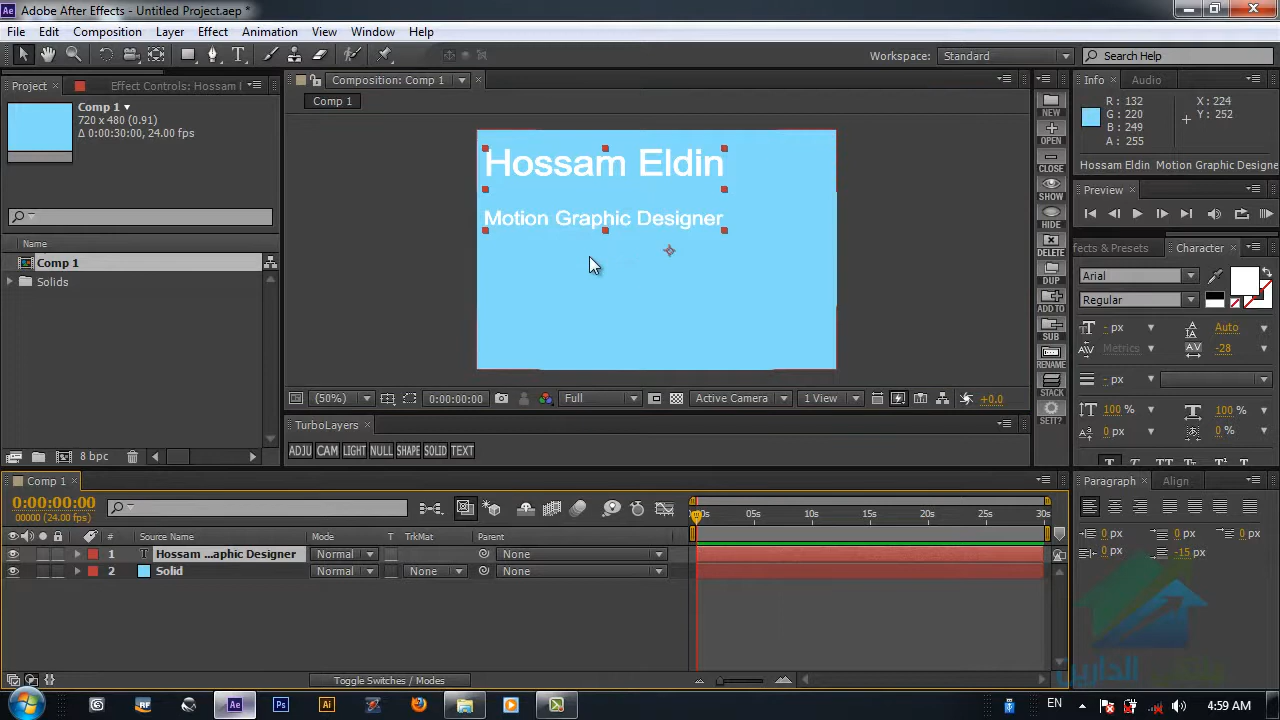 Adobe After Effects - Untitled Project.aep *
File Edit Composition Layer Effect Animation View Window Help
Workspace: Standard
Search Help
Project
Effect Controls: Hossam
Comp 1
720 x 480 (0.91)
Δ 0:00:30:00, 24.00 fps
Name
Comp 1
Solids
8 bpc
Composition: Comp 1
Comp 1
Hossam Eldin
Motion Graphic Designer
(50%)
0:00:00:00
Full
Active Camera
1 View
+0.0
TurboLayers
ADJU CAM LIGHT NULL SHAPE SOLID TEXT
NEW
OPEN
CLOSE
SHOW
HIDE
DELETE
DUP
ADD TO
SUB
RENAME
STACK
SETT?
Info Audio
R: 132
G: 220
B: 249
A: 255
X: 224
Y: 252
Hossam Eldin Motion Graphic Designe
Preview
fects & Presets
Character
Arial
Regular
- px
Auto
Metrics
-28
- px
100 %
100 %
0 px
0 %
T T TT Tr T¹ T
Paragraph Align
0 px
0 px
0 px
0 px
-15 px
Comp 1
0:00:00:00
00000 (24.00 fps)
# Source Name Mode T TrkMat Parent
1 T Hossam ...aphic Designer Normal None
2 Solid Normal None None
00s 05s 10s 15s 20s 25s 30s
Toggle Switches / Modes
RF
Ae
Ps
Ai
EN
4:59 AM